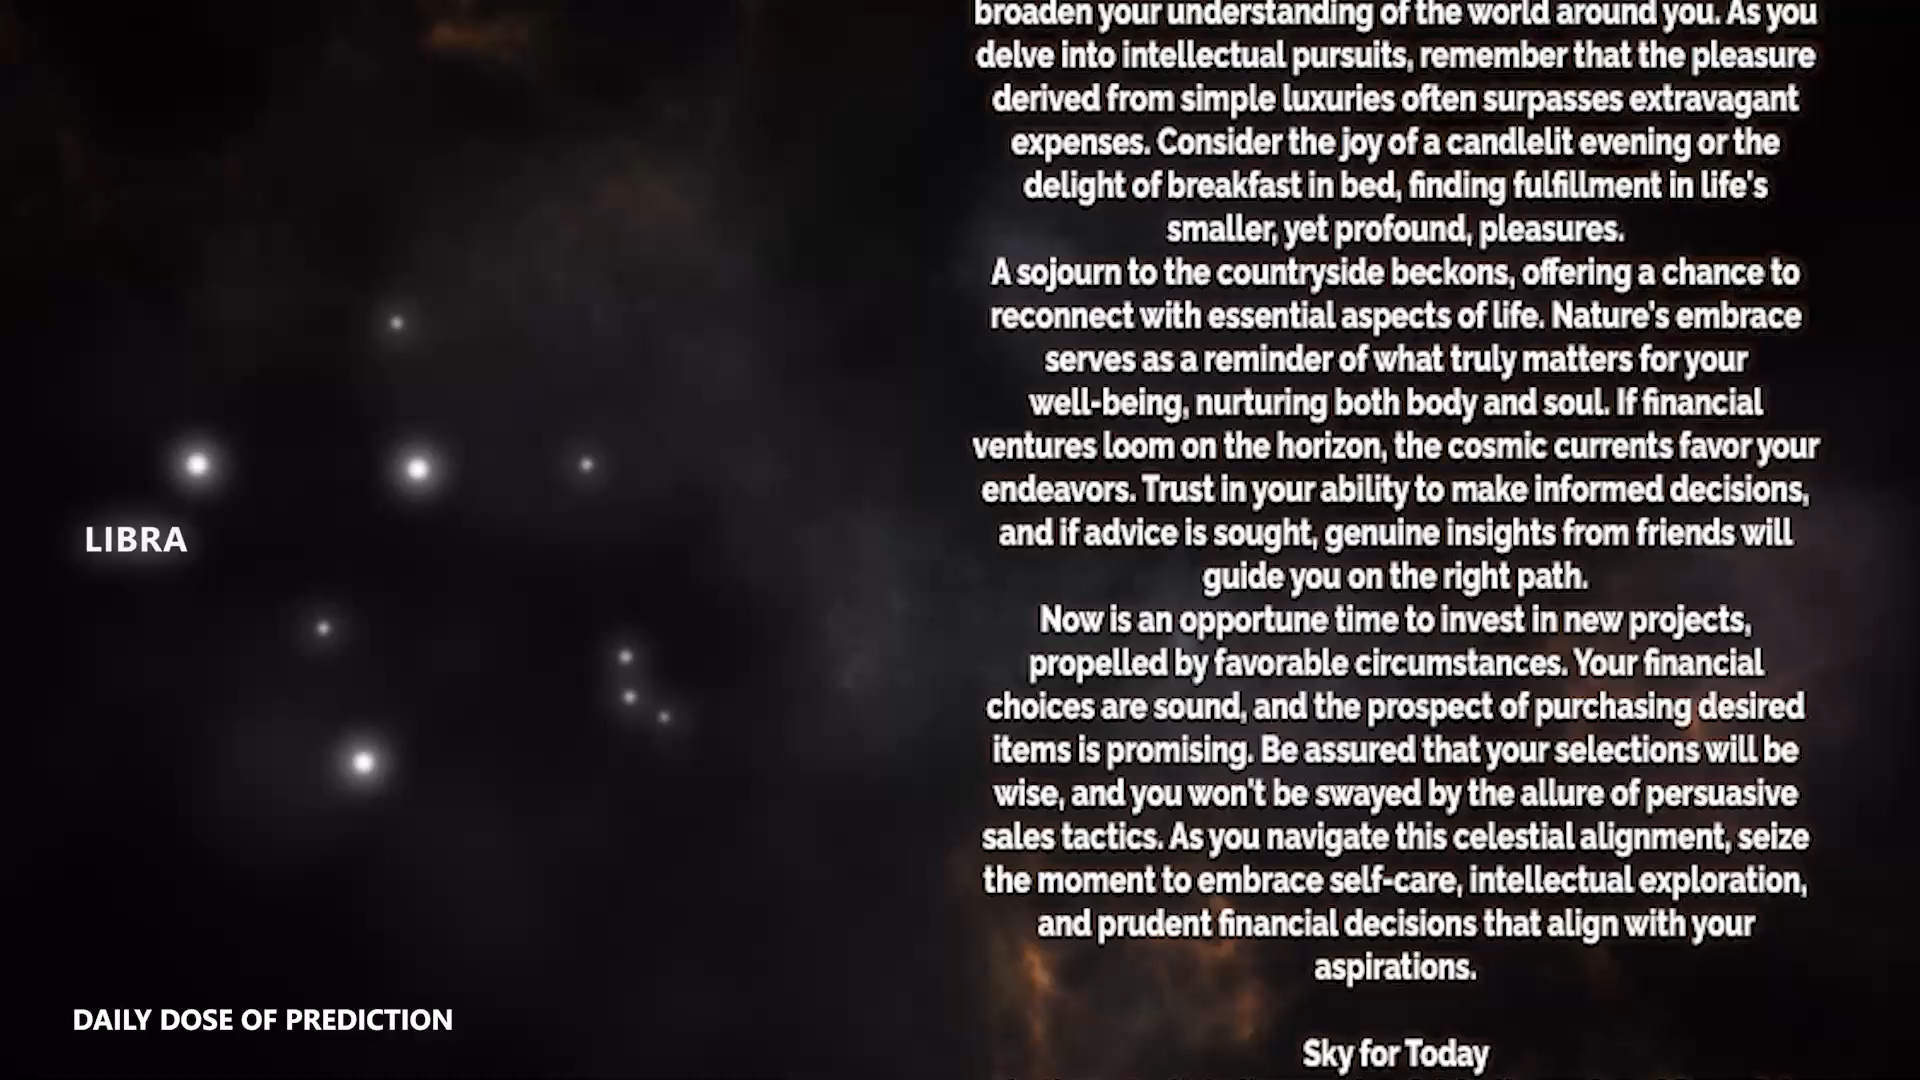 broaden your understanding of the world around you. As you
delve into intellectual pursuits, remember that the pleasure
derived from simple luxuries often surpasses extravagant
expenses. Consider the joy of a candlelit evening or the
delight of breakfast in bed, finding fulfillment in life's
smaller, yet profound, pleasures.
A sojourn to the countryside beckons, offering a chance to
reconnect with essential aspects of life. Nature's embrace
serves as a reminder of what truly matters for your
well-being, nurturing both body and soul. If financial
ventures loom on the horizon, the cosmic currents favor your
endeavors. Trust in your ability to make informed decisions,
and if advice is sought, genuine insights from friends will
guide you on the right path.
Now is an opportune time to invest in new projects,
propelled by favorable circumstances. Your financial
choices are sound, and the prospect of purchasing desired
items is promising. Be assured that your selections will be
wise, and you won't be swayed by the allure of persuasive
sales tactics. As you navigate this celestial alignment, seize
the moment to embrace self-care, intellectual exploration,
and prudent financial decisions that align with your
aspirations.
Sky for Today
LIBRA
DAILY DOSE OF PREDICTION